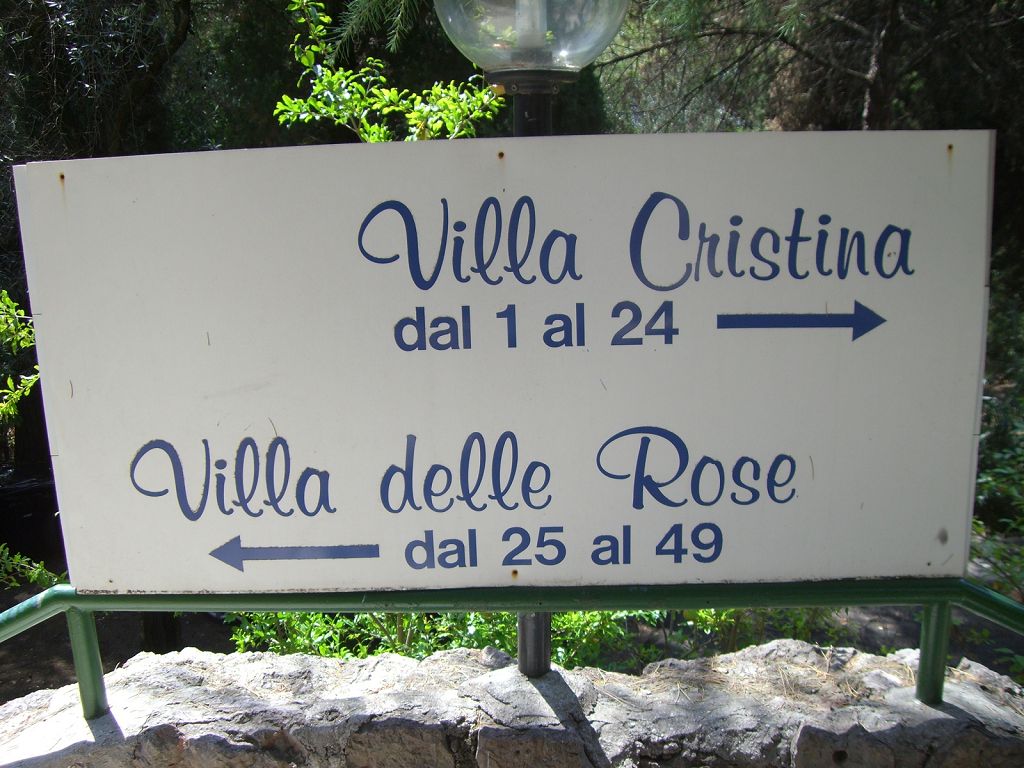 Villa Cristina
dal 1 al 24
Villa delle Rose
dal 25 al 49